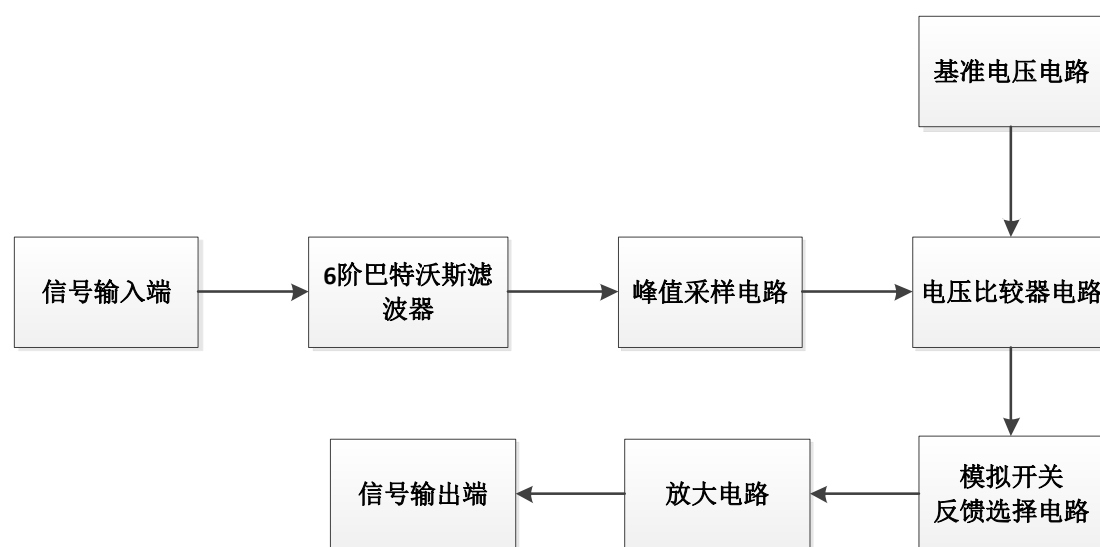 基准电压电路
信号输入端
6阶巴特沃斯滤
波器
峰值采样电路
电压比较器电路
信号输出端
放大电路
模拟开关
反馈选择电路